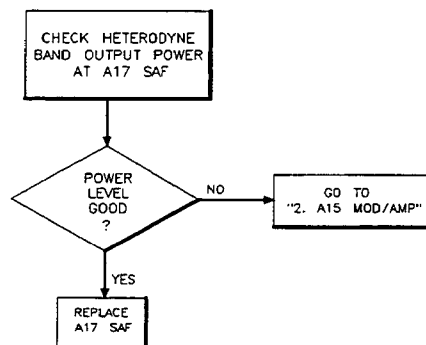 CHECK HETERODYNE
BAND OUTPUT POWER
AT A17 SAF
POWER
LEVEL
GOOD
?
NO
GO TO
"2. A15 MOD/AMP"
YES
REPLACE
A17 SAF